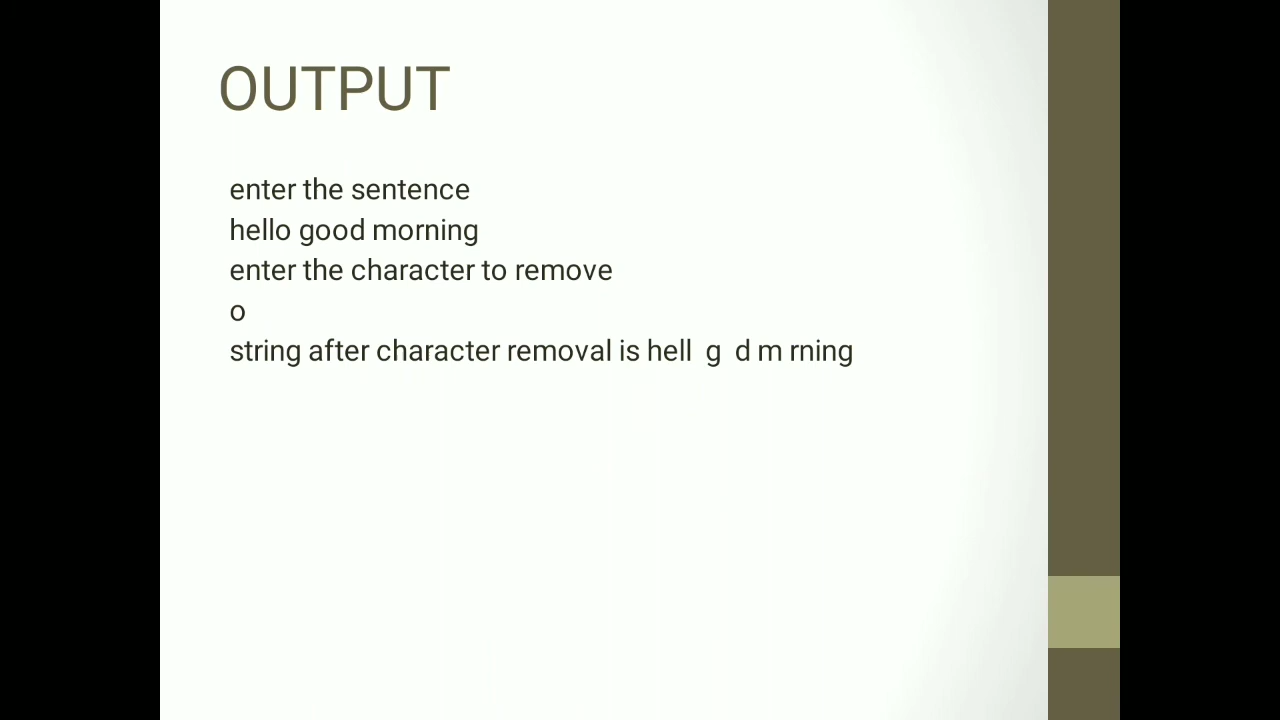 OUTPUT
enter the sentence
hello good morning
enter the character to remove
o
string after character removal is hell  g  d m rning